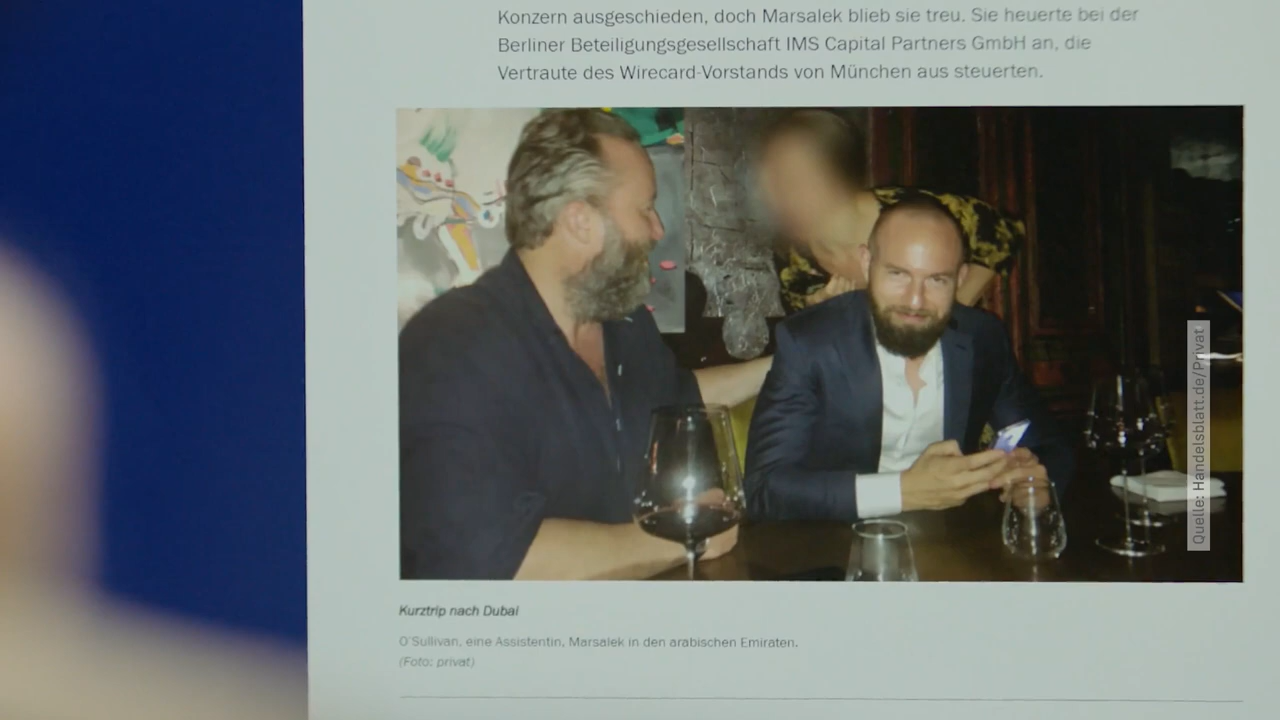 Konzern ausgeschieden, doch Marsalek blieb sie treu. Sie heuerte bei der
Berliner Beteiligungsgesellschaft IMS Capital Partners GmbH an, die
Vertraute des Wirecard-Vorstands von München aus steuerten.
Quelle: Handelsblatt.de/Privat
Kurztrip nach Dubai
O'Sullivan, eine Assistentin, Marsalek in den arabischen Emiraten.
(Foto: privat)